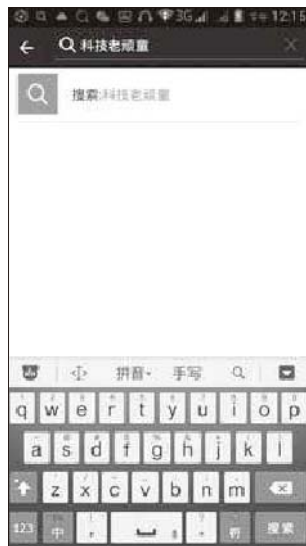 3G 12:15
科技老顽童
搜索:科技老顽童
拼音 手写
q w e r t y u i o p
a s d f g h j k l
z x c v b n m
123 中 , ? 符 搜索